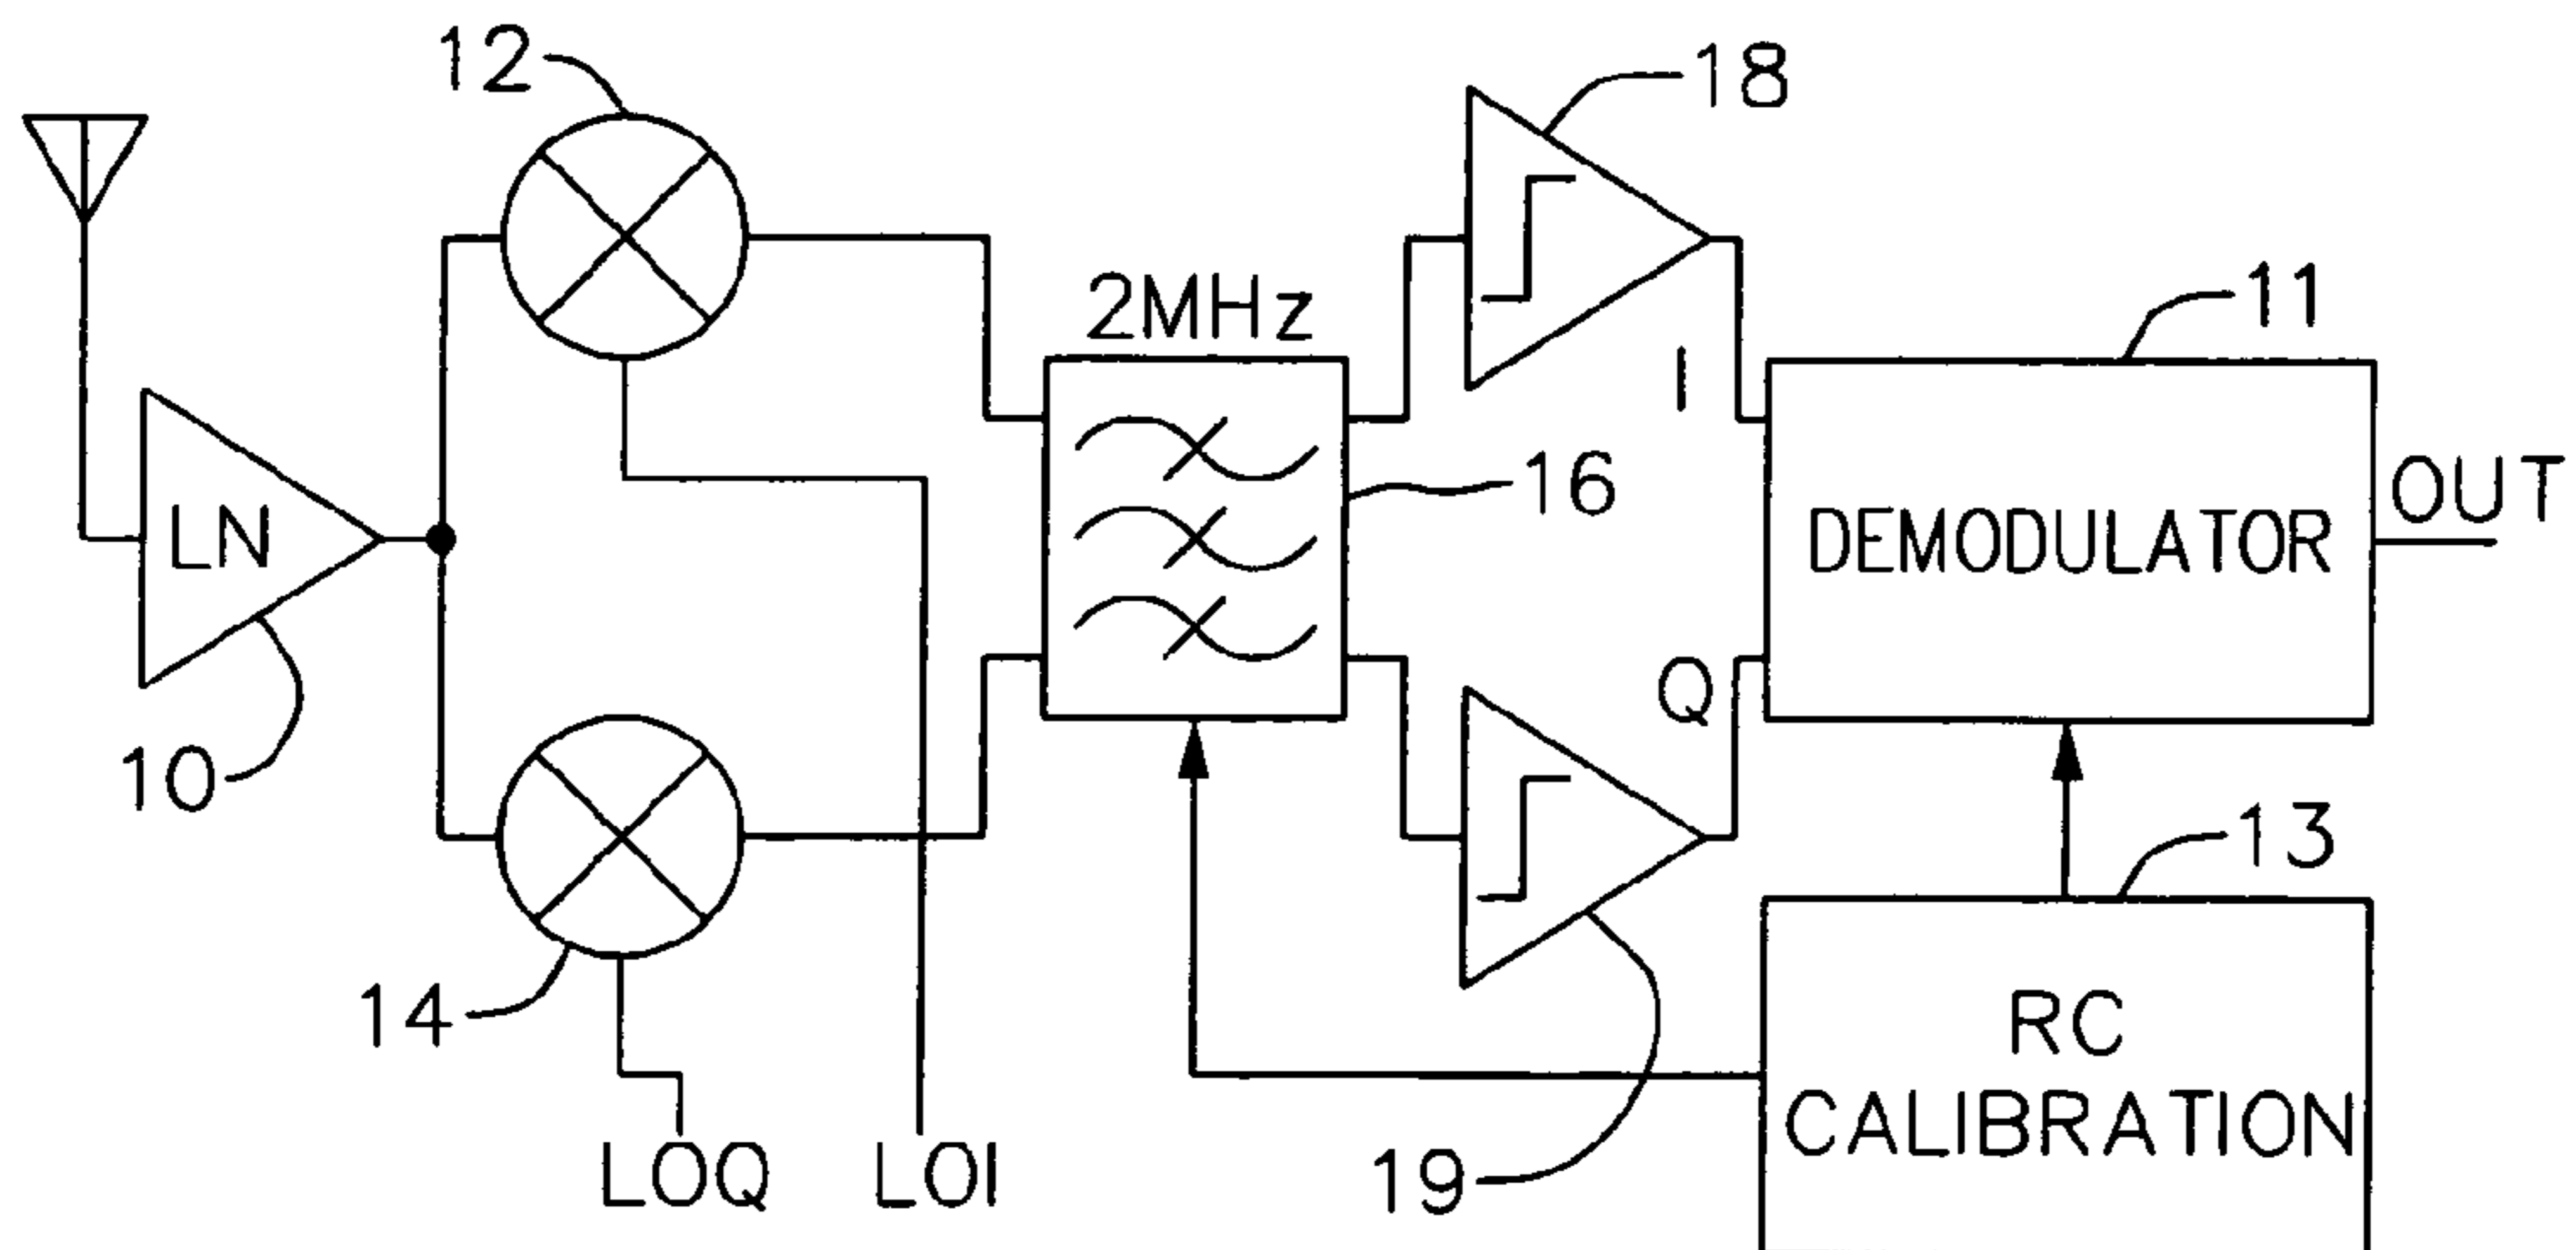 12
18
2MHz
11
I
16
OUT
LN
DEMODULATOR
Q
10
13
14
RC
CALIBRATION
LOQ
LOI
19